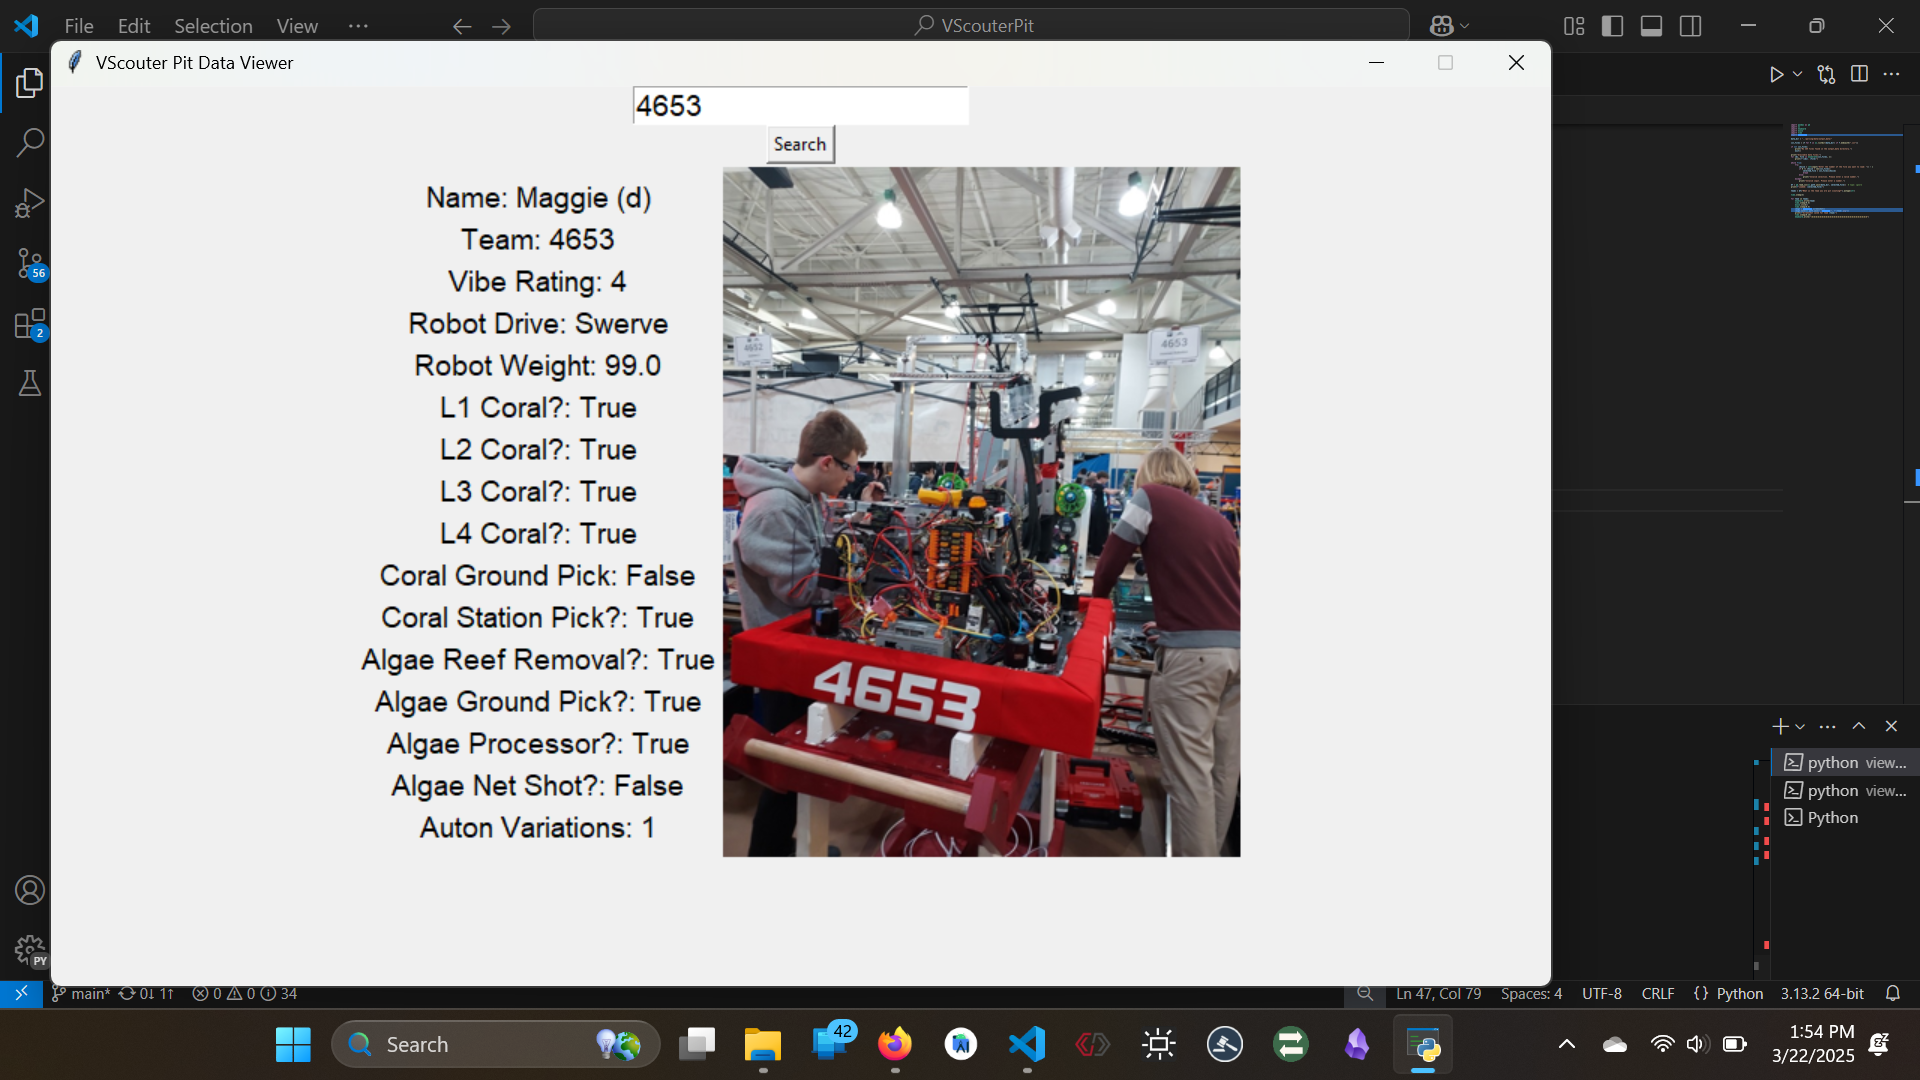 File Edit Selection View ··· VScouterPit
VScouter Pit Data Viewer
4653
Search
Name: Maggie (d)
Team: 4653
Vibe Rating: 4
Robot Drive: Swerve
Robot Weight: 99.0
L1 Coral?: True
L2 Coral?: True
L3 Coral?: True
L4 Coral?: True
Coral Ground Pick: False
Coral Station Pick?: True
Algae Reef Removal?: True
Algae Ground Pick?: True
Algae Processor?: True
Algae Net Shot?: False
Auton Variations: 1
4652
4653
4653
56
2
PY
python view...
python view...
Python
main* 0↓ 1↑ 0 0 34 Ln 47, Col 79 Spaces: 4 UTF-8 CRLF {} Python 3.13.2 64-bit
Search 42 1:54 PM
3/22/2025